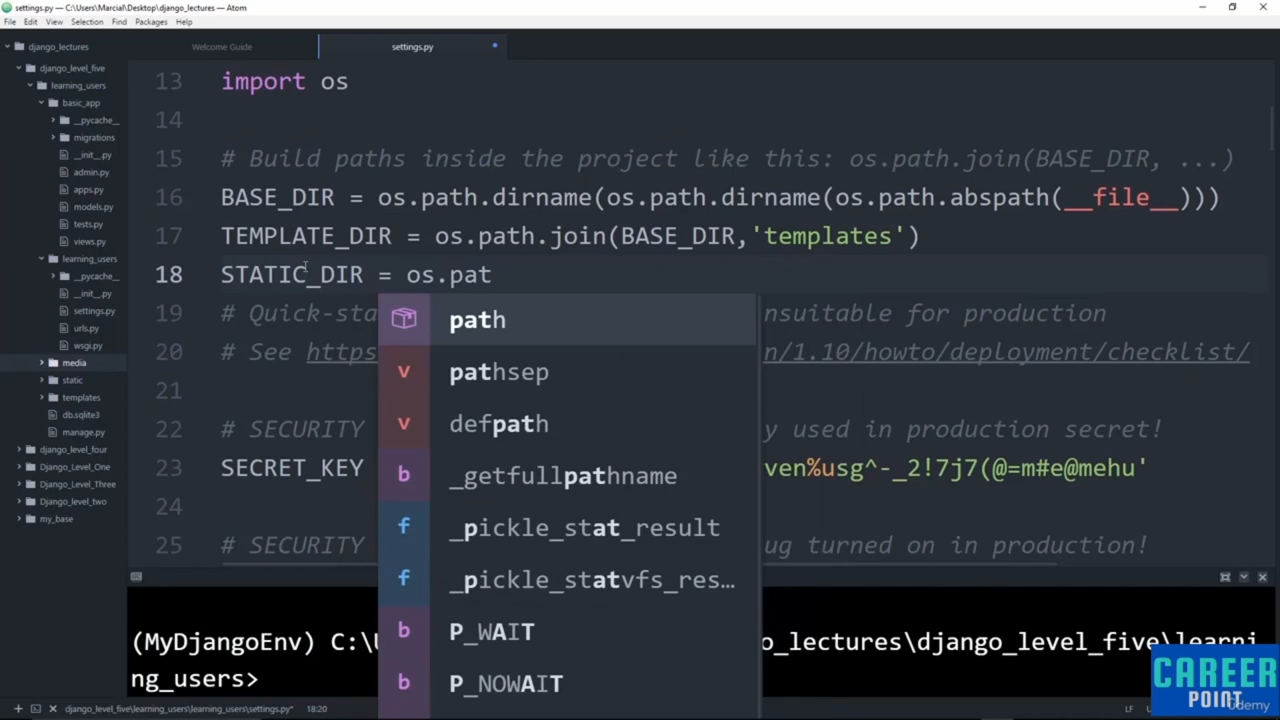 settings.py — C:\Users\Marcial\Desktop\django_lectures — Atom
File Edit View Selection Find Packages Help
django_lectures
django_level_five
learning_users
basic_app
__pycache__
migrations
__init__.py
admin.py
apps.py
models.py
tests.py
views.py
learning_users
__pycache__
__init__.py
settings.py
urls.py
wsgi.py
media
static
templates
db.sqlite3
manage.py
django_level_four
Django_Level_One
Django_Level_Three
Django_level_two
my_base
Welcome Guide
settings.py
13 import os
14
15 # Build paths inside the project like this: os.path.join(BASE_DIR, ...)
16 BASE_DIR = os.path.dirname(os.path.dirname(os.path.abspath(__file__)))
17 TEMPLATE_DIR = os.path.join(BASE_DIR,'templates')
18 STATIC_DIR = os.pat
19 # Quick-sta nsuitable for production
20 # See https n/1.10/howto/deployment/checklist/
21
22 # SECURITY y used in production secret!
23 SECRET_KEY ven%usg^-_2!7j7(@=m#e@mehu'
24
25 # SECURITY ug turned on in production!
path
v pathsep
v defpath
b _getfullpathname
f _pickle_stat_result
f _pickle_statvfs_res…
b P_WAIT
b P_NOWAIT
(MyDjangoEnv) C:\U o_lectures\django_level_five\learni
ng_users>
CAREER
POINT
Udemy
django_level_five\learning_users\learning_users\settings.py* 18:20
LF